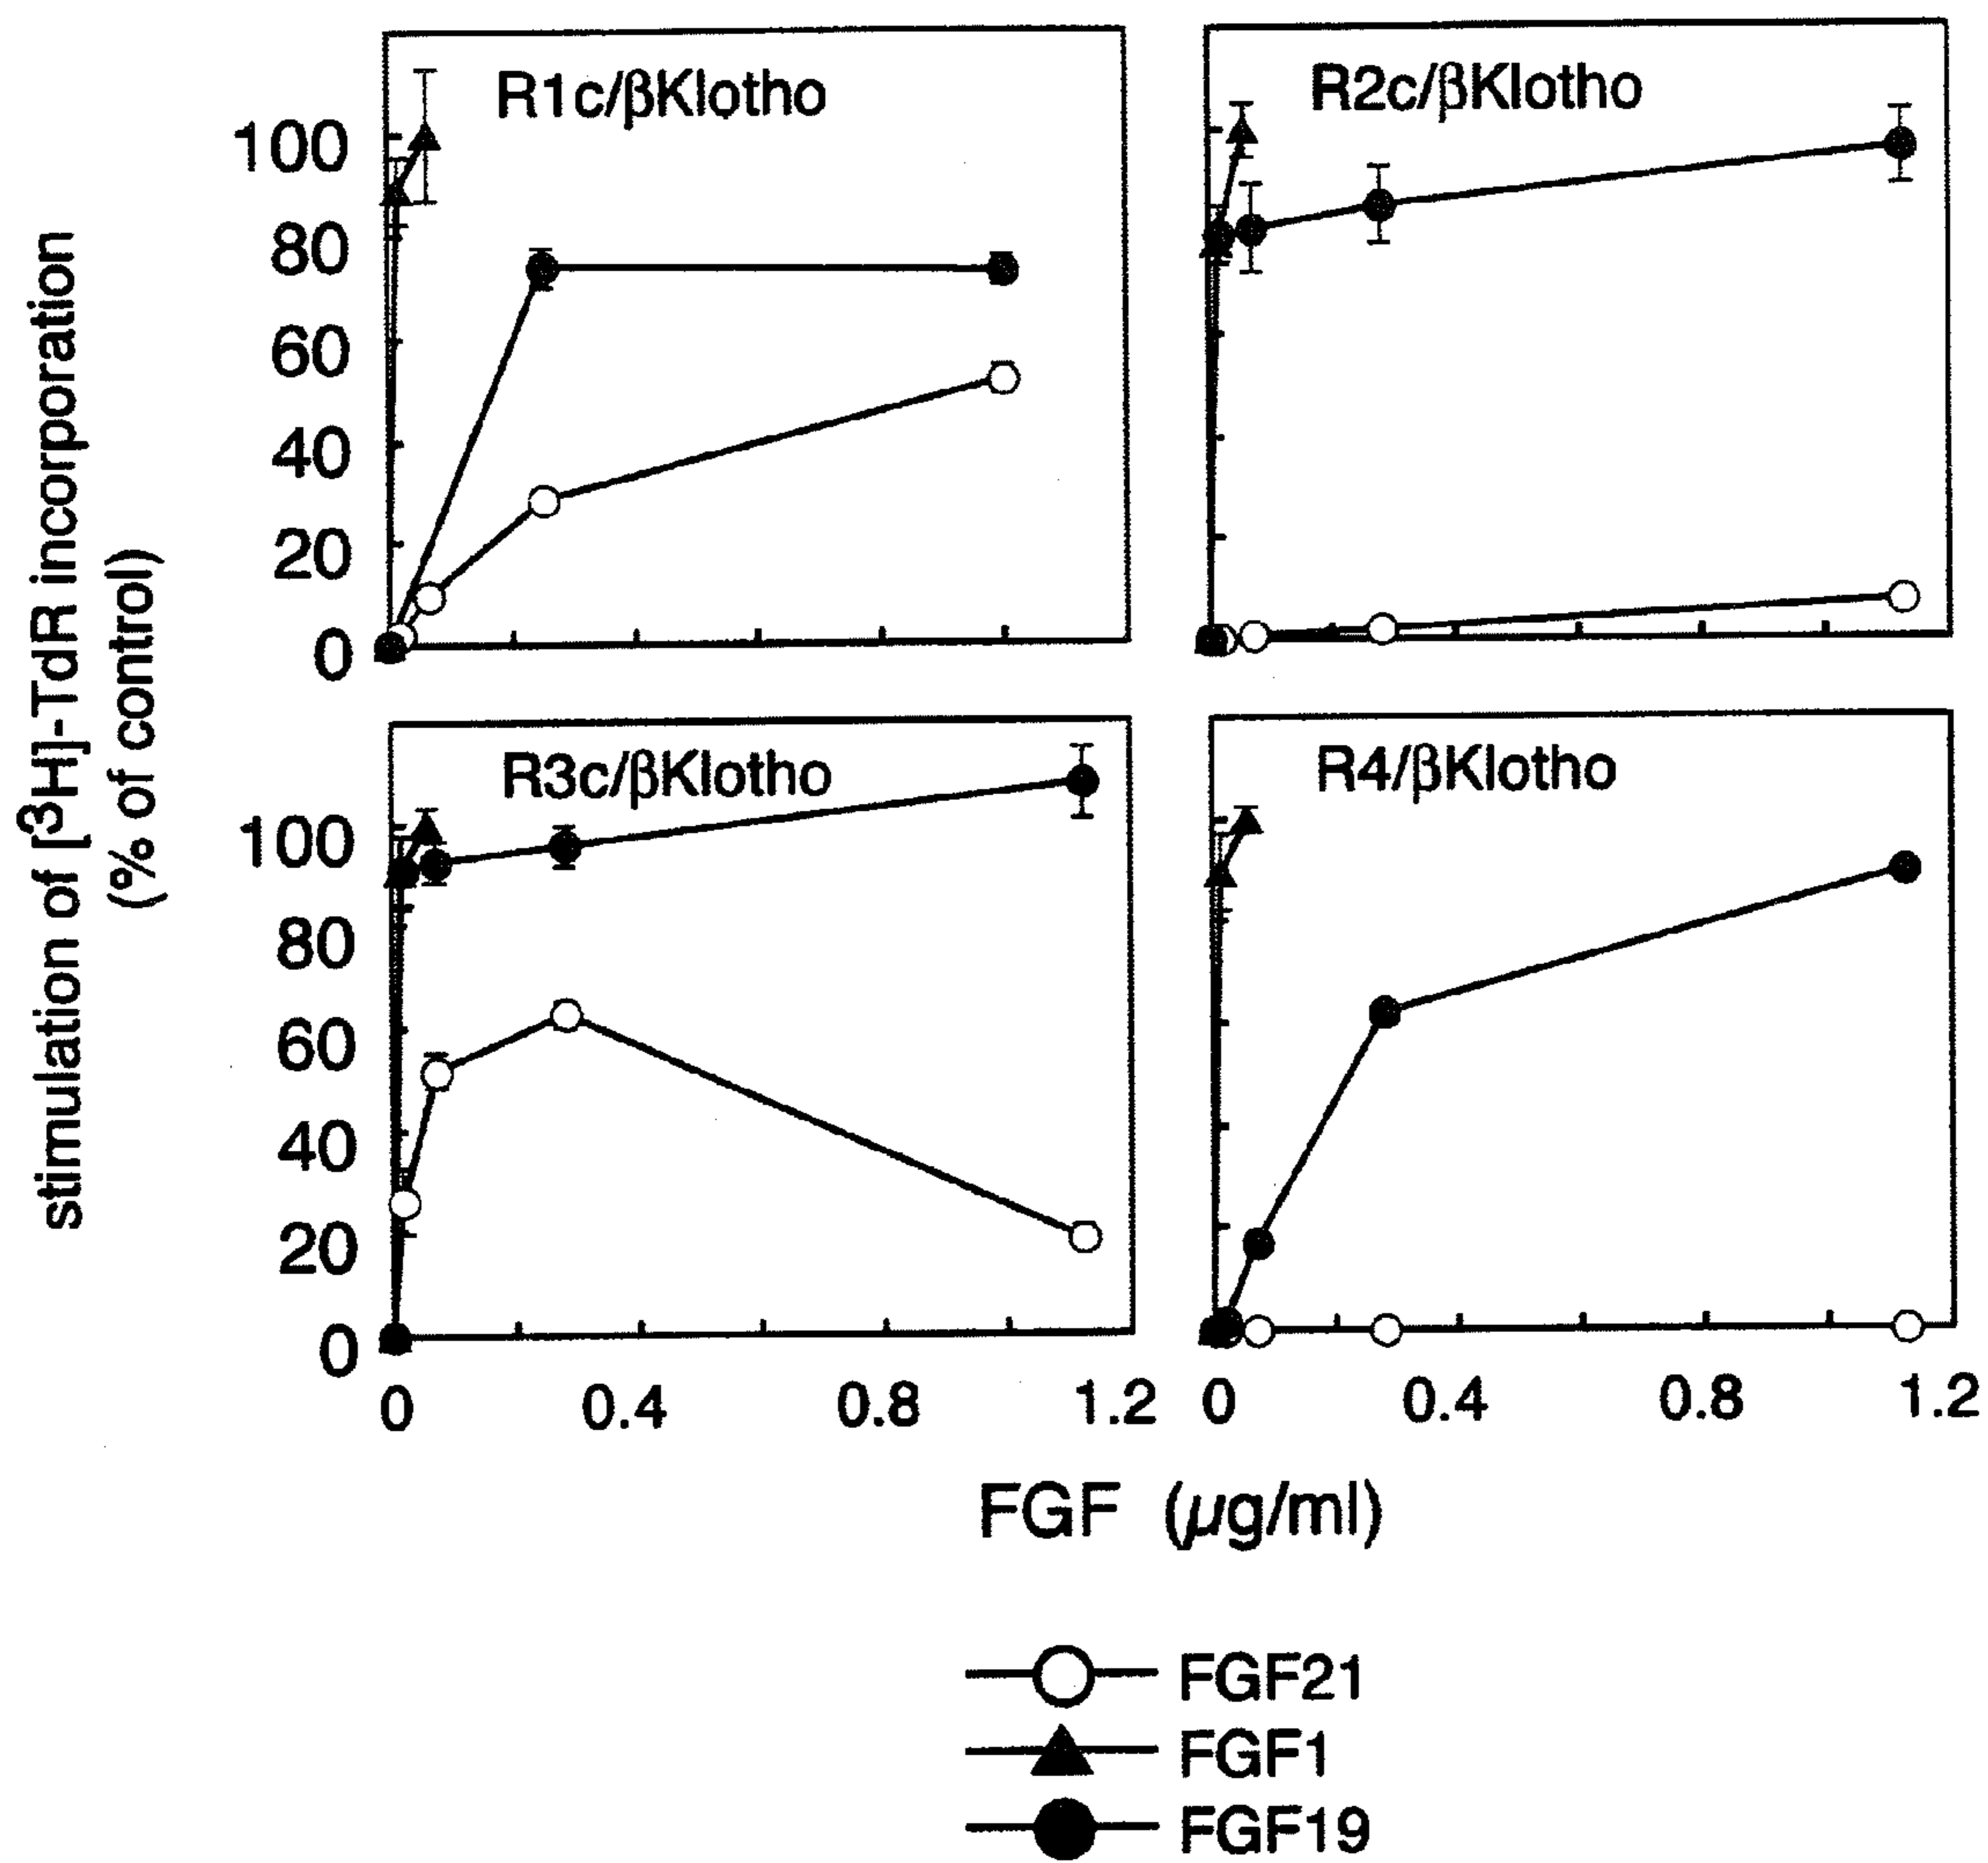 R1c/βKlotho
R2c/βKlotho
100
80
60
40
20
0
R3c/βKlotho
R4/βKlotho
100
80
60
40
20
0
0 0.4 0.8 1.2
0 0.4 0.8 1.2
stimulation of [³H]-TdR incorporation
(% of control)
FGF (µg/ml)
FGF21
FGF1
FGF19